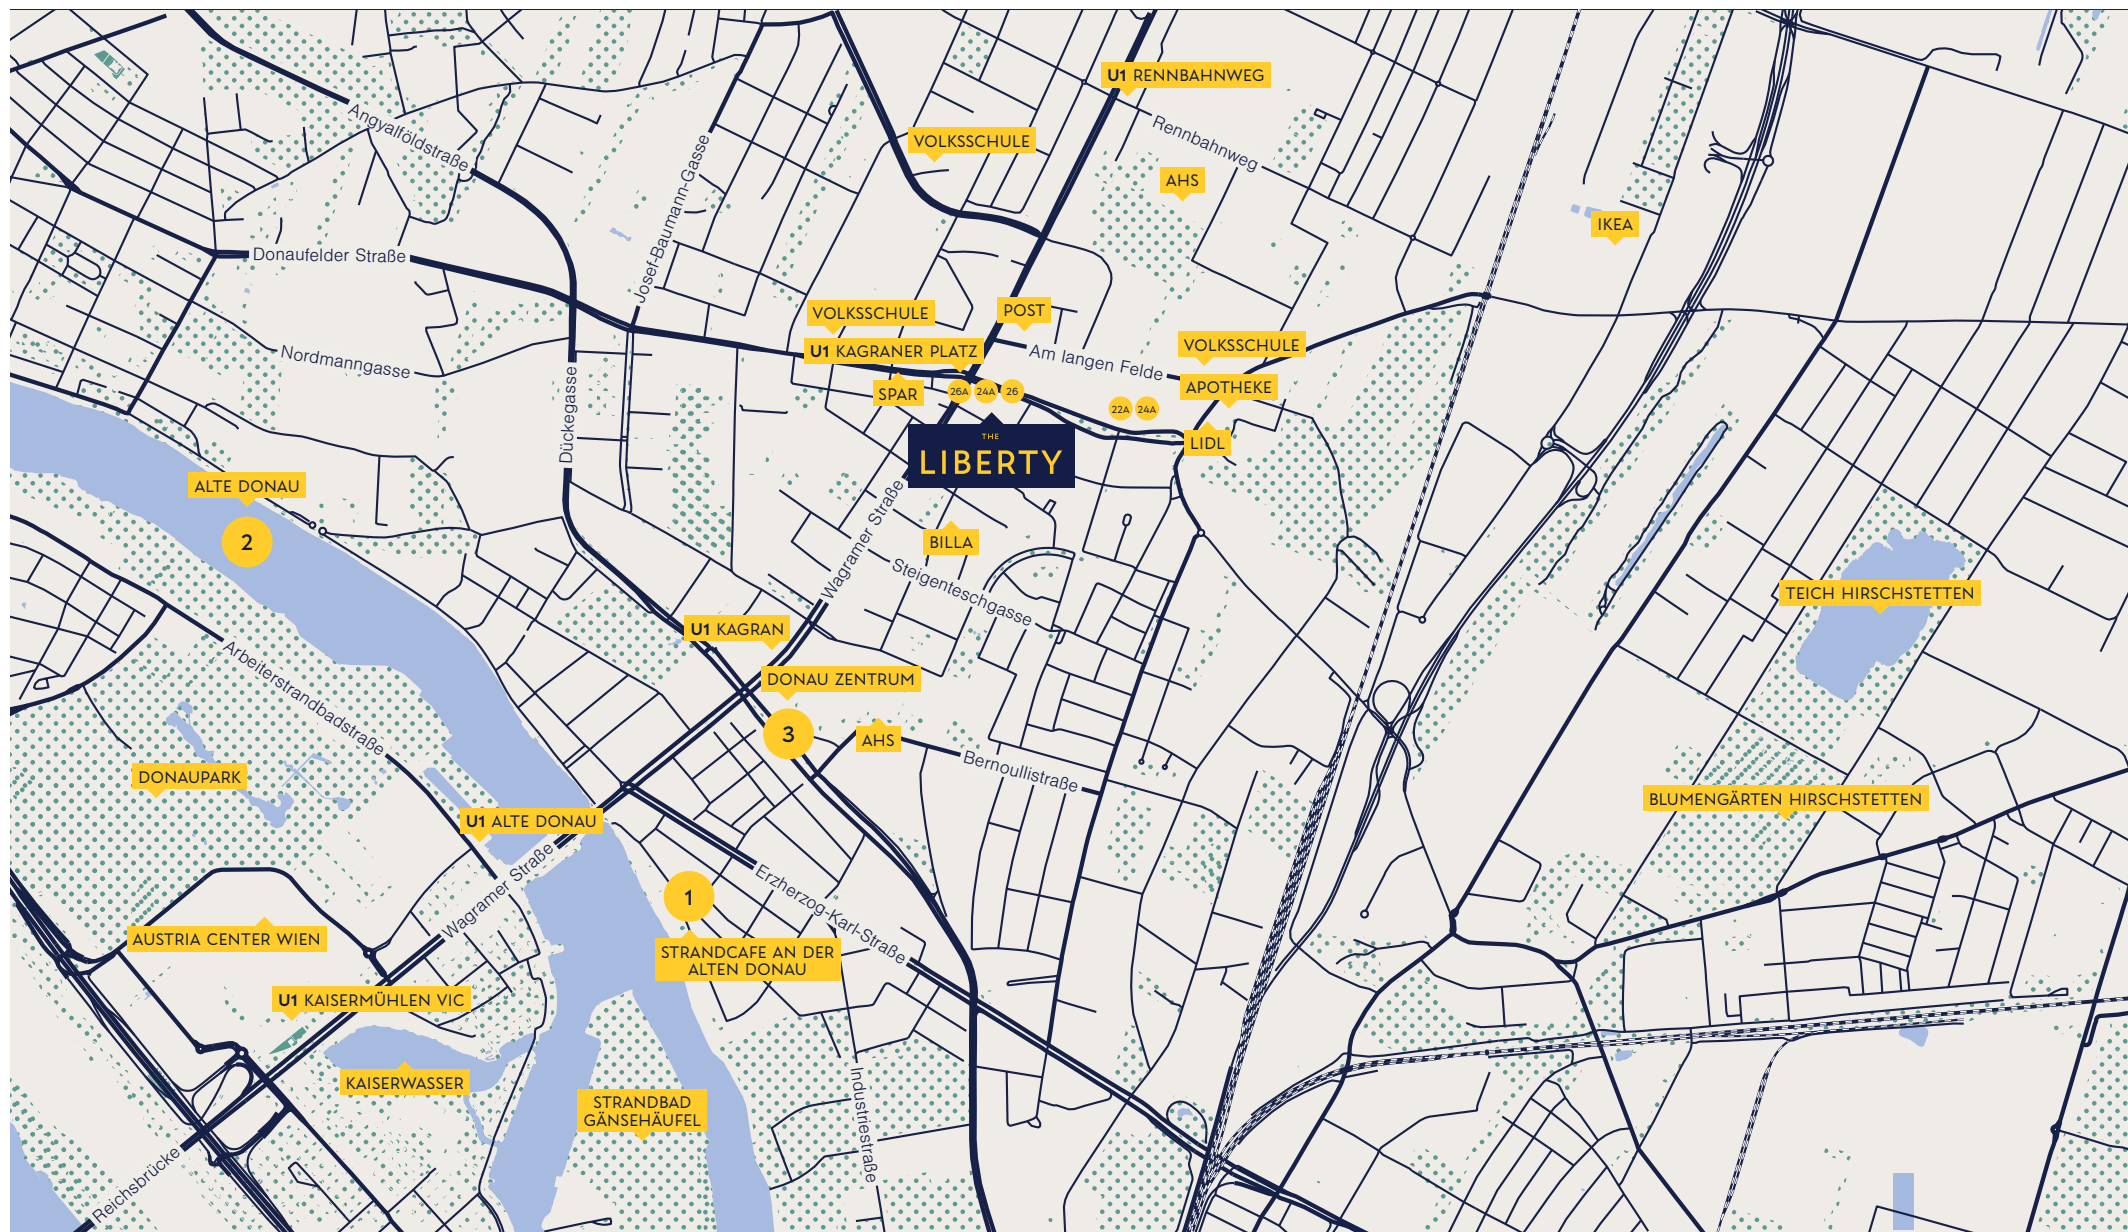 U1 RENNBAHNWEG
Angyalföldstraße
Rennbahnweg
VOLKSSCHULE
AHS
Josef-Baumann-Gasse
IKEA
Donaufelder Straße
VOLKSSCHULE
POST
U1 KAGRANER PLATZ
Am langen Felde
VOLKSSCHULE
Nordmanngasse
SPAR
26A
24A
26
APOTHEKE
22A
24A
Dückegasse
THE
LIBERTY
LIDL
ALTE DONAU
2
Wagramer Straße
BILLA
Steigenteschgasse
TEICH HIRSCHSTETTEN
U1 KAGRAN
Arbeiterstrandbadstraße
DONAU ZENTRUM
3
AHS
Bernoullistraße
DONAUPARK
BLUMENGÄRTEN HIRSCHSTETTEN
U1 ALTE DONAU
Wagramer Straße
1
Erzherzog-Karl-Straße
AUSTRIA CENTER WIEN
STRANDCAFE AN DER
ALTEN DONAU
U1 KAISERMÜHLEN VIC
KAISERWASSER
STRANDBAD
GÄNSEHÄUFEL
Industriestraße
Reichsbrücke